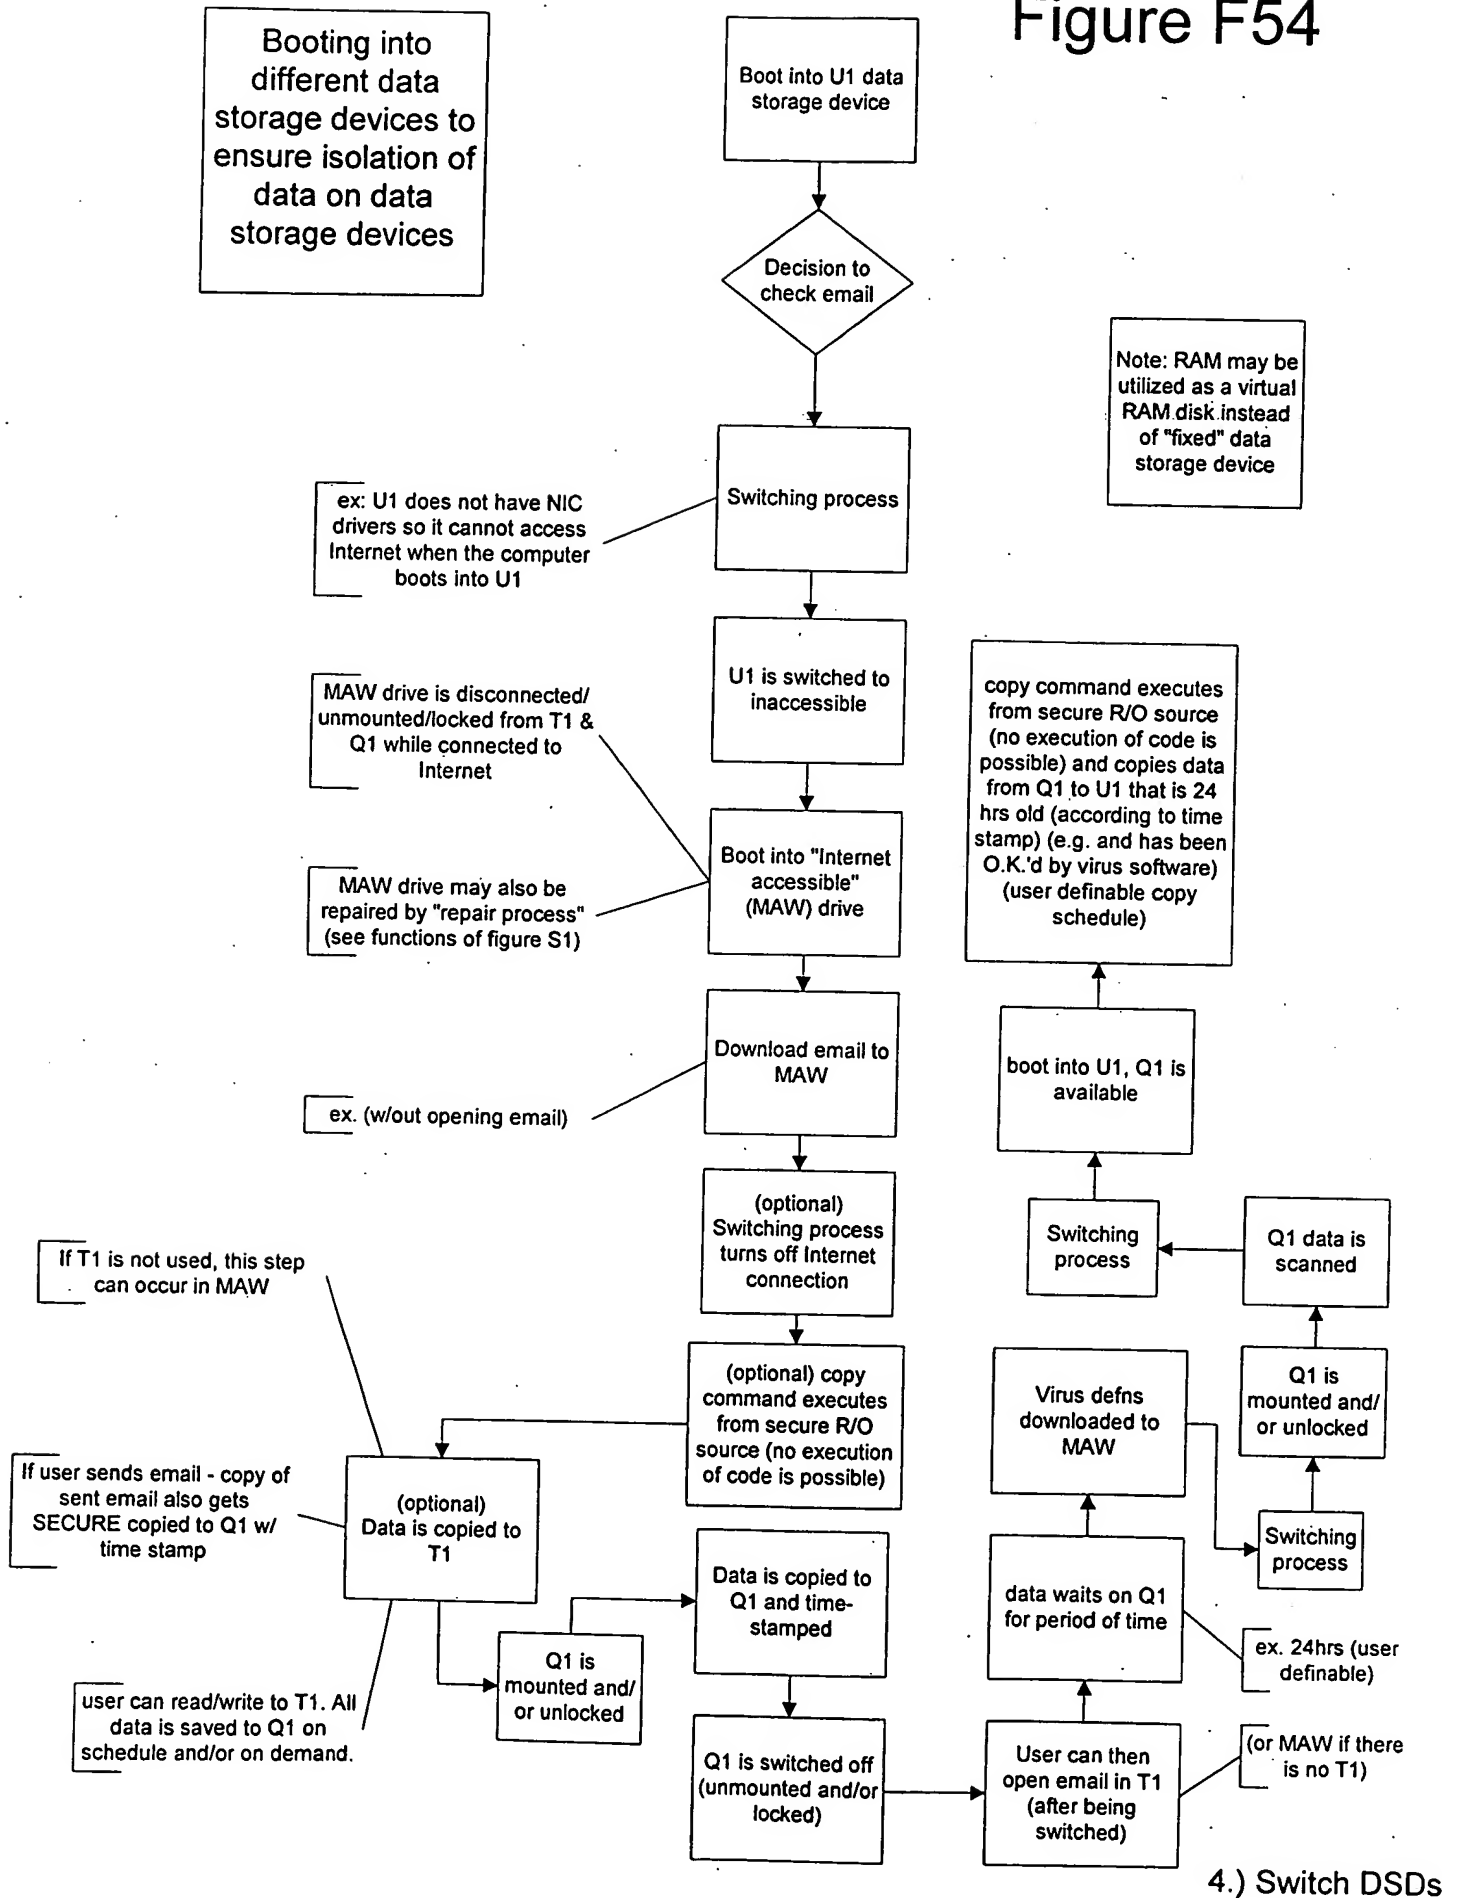 Figure F54
Booting into
different data
storage devices to
ensure isolation of
data on data
storage devices
Boot into U1 data
storage device
Decision to
check email
Note: RAM may be
utilized as a virtual
RAM disk instead
of "fixed" data
storage device
Switching process
ex: U1 does not have NIC
drivers so it cannot access
Internet when the computer
boots into U1
U1 is switched to
inaccessible
MAW drive is disconnected/
unmounted/locked from T1 &
Q1 while connected to
Internet
Boot into "Internet
accessible"
(MAW) drive
MAW drive may also be
repaired by "repair process"
(see functions of figure S1)
Download email to
MAW
ex. (w/out opening email)
(optional)
Switching process
turns off Internet
connection
(optional) copy
command executes
from secure R/O
source (no execution
of code is possible)
If T1 is not used, this step
can occur in MAW
(optional)
Data is copied to
T1
If user sends email - copy of
sent email also gets
SECURE copied to Q1 w/
time stamp
user can read/write to T1. All
data is saved to Q1 on
schedule and/or on demand.
Q1 is
mounted and/
or unlocked
Data is copied to
Q1 and time-
stamped
Q1 is switched off
(unmounted and/or
locked)
User can then
open email in T1
(after being
switched)
(or MAW if there
is no T1)
data waits on Q1
for period of time
ex. 24hrs (user
definable)
Virus defns
downloaded to
MAW
Switching
process
Q1 is
mounted and/
or unlocked
Q1 data is
scanned
Switching
process
boot into U1, Q1 is
available
copy command executes
from secure R/O source
(no execution of code is
possible) and copies data
from Q1 to U1 that is 24
hrs old (according to time
stamp) (e.g. and has been
O.K.'d by virus software)
(user definable copy
schedule)
4.) Switch DSDs